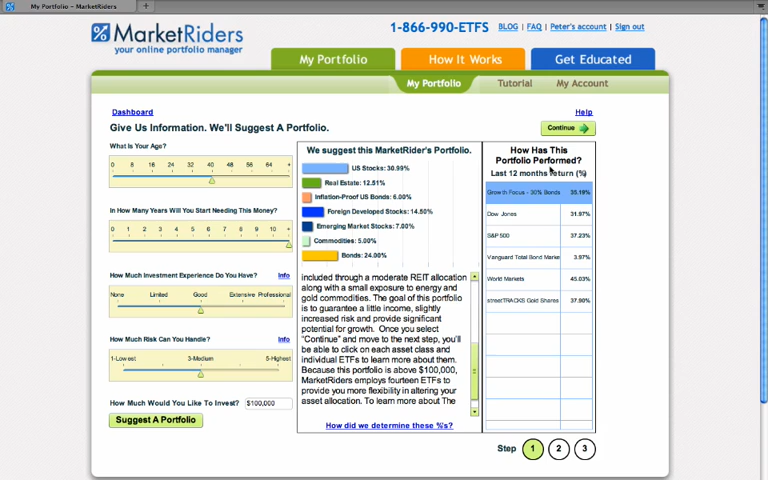 My Portfolio – MarketRiders
MarketRiders
your online portfolio manager
1-866-990-ETFS
BLOG | FAQ | Peter's account | Sign out
My Portfolio
How It Works
Get Educated
My Portfolio
Tutorial
My Account
Dashboard
Help
Give Us Information. We'll Suggest A Portfolio.
Continue
What Is Your Age?
0 8 16 24 32 40 48 56 64 +
In How Many Years Will You Start Needing This Money?
0 1 2 3 4 5 6 7 8 9 10 +
How Much Investment Experience Do You Have?
Info
None Limited Good Extensive Professional
How Much Risk Can You Handle?
Info
1-Lowest 3-Medium 5-Highest
How Much Would You Like To Invest? $100,000
Suggest A Portfolio
We suggest this MarketRider's Portfolio.
US Stocks: 30.99%
Real Estate: 12.51%
Inflation-Proof US Bonds: 6.00%
Foreign Developed Stocks: 14.50%
Emerging Market Stocks: 7.00%
Commodities: 5.00%
Bonds: 24.00%
included through a moderate REIT allocation
along with a small exposure to energy and
gold commodities. The goal of this portfolio
is to guarantee a little income, slightly
increased risk and provide significant
potential for growth. Once you select
"Continue" and move to the next step, you'll
be able to click on each asset class and
individual ETFs to learn more about them.
Because this portfolio is above $100,000,
MarketRiders employs fourteen ETFs to
provide you more flexibility in altering your
asset allocation. To learn more about The
How did we determine these %s?
How Has This
Portfolio Performed?
Last 12 months Return (%)
Growth Focus - 30% Bonds 35.19%
Dow Jones 31.97%
S&P 500 37.23%
Vanguard Total Bond Marke 3.97%
World Markets 45.03%
streetTRACKS Gold Shares 37.90%
Step 1 2 3